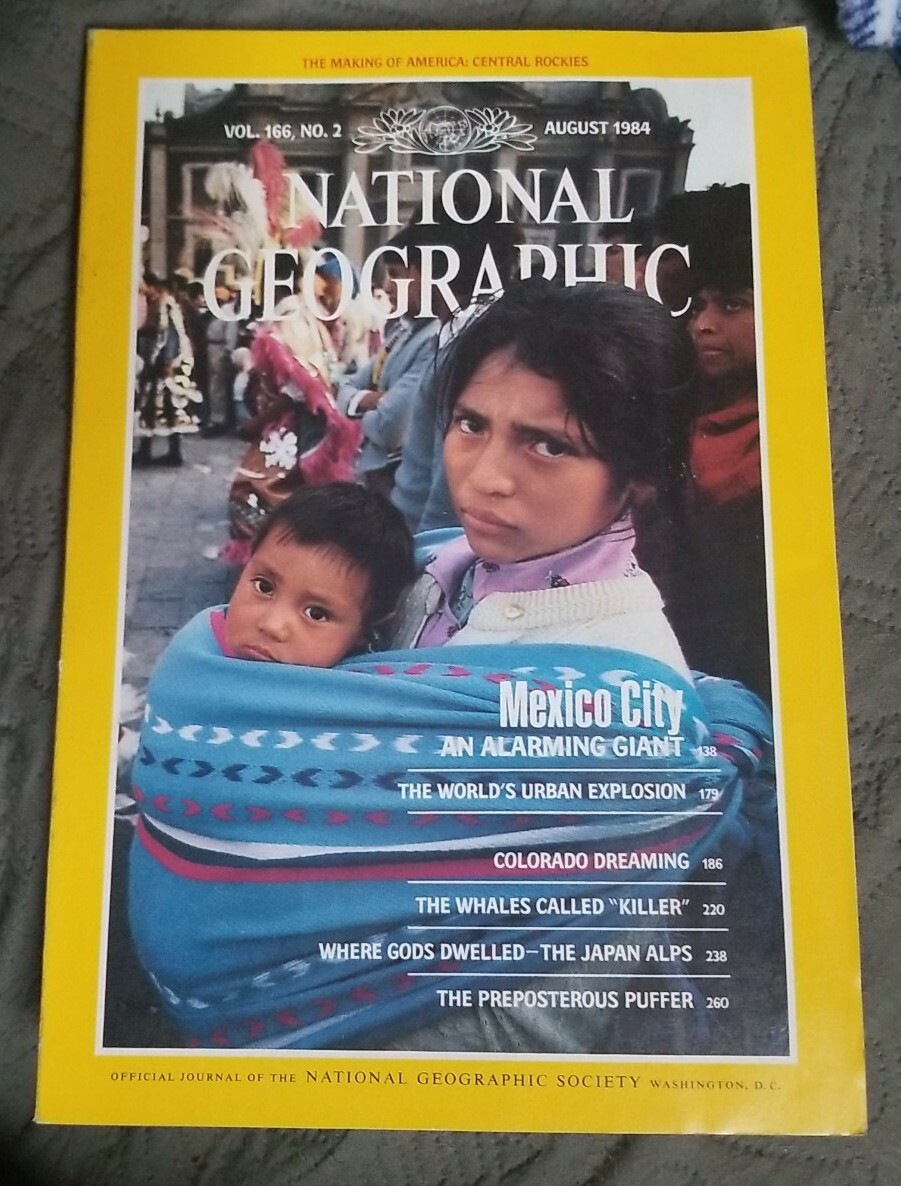 THE MAKING OF AMERICA: CENTRAL ROCKIES
VOL. 166, NO. 2 AUGUST 1984
NATIONAL
GEOGRAPHIC
Mexico City
AN ALARMING GIANT 138
THE WORLD'S URBAN EXPLOSION 179
COLORADO DREAMING 186
THE WHALES CALLED "KILLER" 220
WHERE GODS DWELLED—THE JAPAN ALPS 238
THE PREPOSTEROUS PUFFER 260
OFFICIAL JOURNAL OF THE NATIONAL GEOGRAPHIC SOCIETY WASHINGTON, D.C.